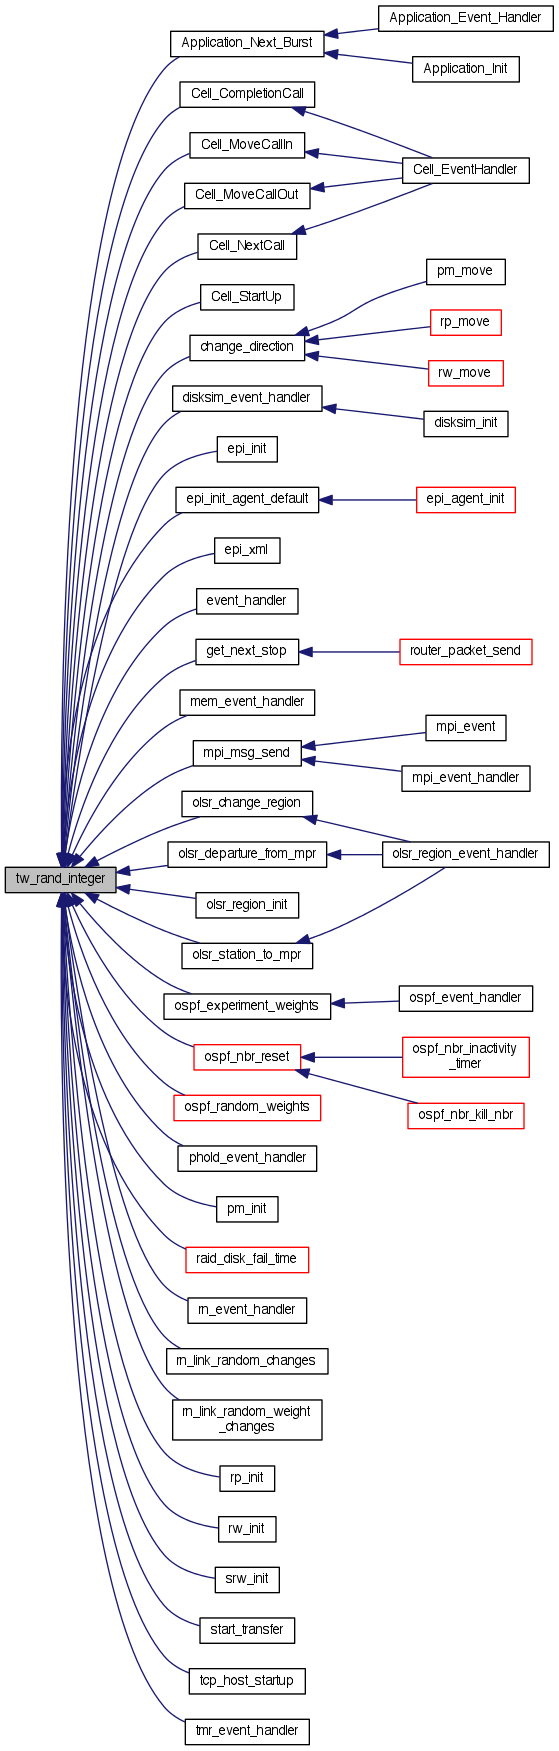 Application_Event_Handler
Application_Next_Burst
Application_Init
Cell_CompletionCall
Cell_MoveCallIn
Cell_EventHandler
Cell_MoveCallOut
Cell_NextCall
pm_move
Cell_StartUp
rp_move
change_direction
rw_move
disksim_event_handler
disksim_init
epi_init
epi_init_agent_default
epi_agent_init
epi_xml
event_handler
get_next_stop
router_packet_send
mem_event_handler
mpi_event
mpi_msg_send
mpi_event_handler
olsr_change_region
olsr_departure_from_mpr
olsr_region_event_handler
tw_rand_integer
olsr_region_init
olsr_station_to_mpr
ospf_experiment_weights
ospf_event_handler
ospf_nbr_reset
ospf_nbr_inactivity
_timer
ospf_random_weights
ospf_nbr_kill_nbr
phold_event_handler
pm_init
raid_disk_fail_time
rn_event_handler
rn_link_random_changes
rn_link_random_weight
_changes
rp_init
rw_init
srw_init
start_transfer
tcp_host_startup
tmr_event_handler